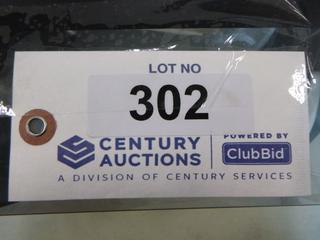 LOT NO
302
CENTURY
AUCTIONS
POWERED BY
ClubBid
A DIVISION OF CENTURY SERVICES